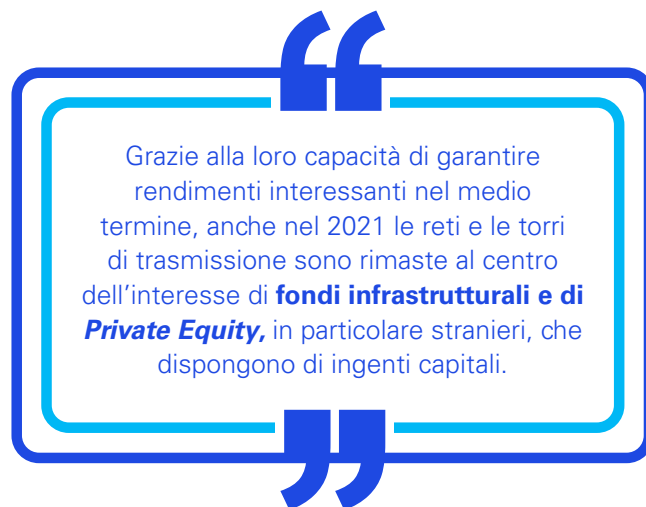 “
Grazie alla loro capacità di garantire
rendimenti interessanti nel medio
termine, anche nel 2021 le reti e le torri
di trasmissione sono rimaste al centro
dell’interesse di fondi infrastrutturali e di
Private Equity, in particolare stranieri, che
dispongono di ingenti capitali.
”